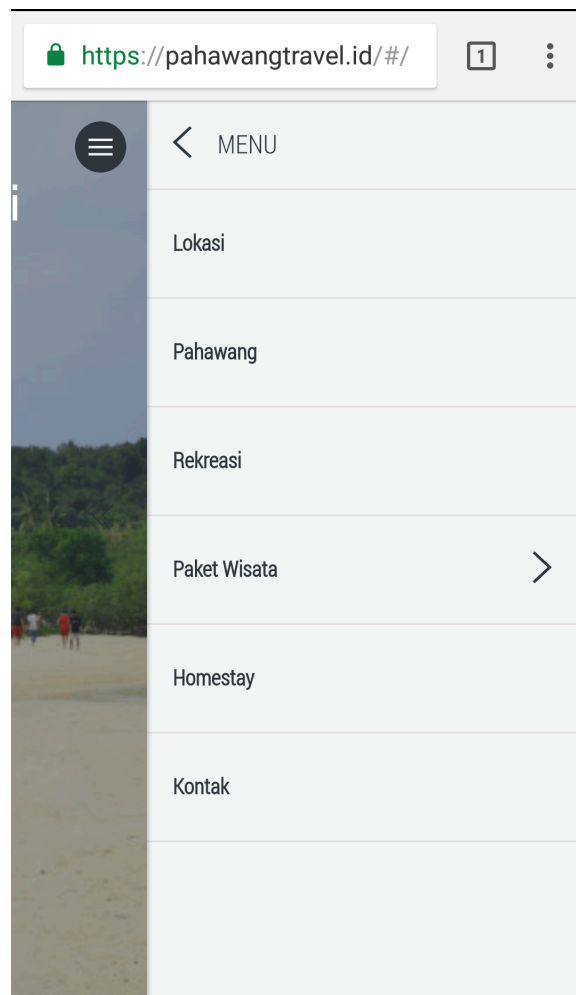 https://pahawangtravel.id/#/
1
MENU
i
Lokasi
Pahawang
Rekreasi
Paket Wisata
Homestay
Kontak